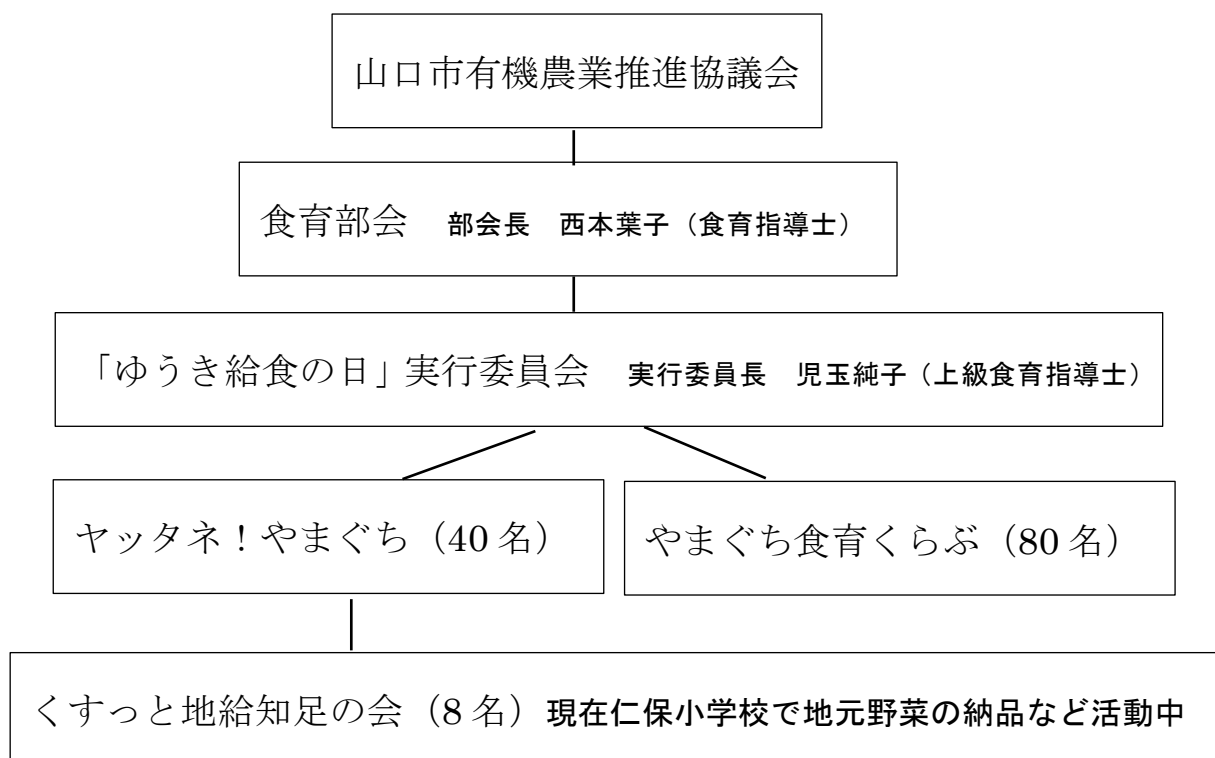 山口市有機農業推進協議会
食育部会　部会長　西本葉子（食育指導士）
「ゆうき給食の日」実行委員会　実行委員長　児玉純子（上級食育指導士）
ヤッタネ！やまぐち（40名）
やまぐち食育くらぶ（80名）
くすっと地給知足の会（8名）現在仁保小学校で地元野菜の納品など活動中